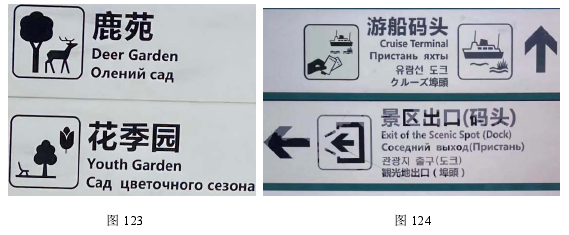 鹿苑
Deer Garden
Олений сад
花季园
Youth Garden
Сад цветочного сезона
游船码头
Cruise Terminal
Пристань яхты
유람선 도크
クルーズ埠頭
景区出口(码头)
Exit of the Scenic Spot (Dock)
Соседний выход(Пристань)
관광지 출구(도크)
観光地出口(埠頭)
图 123
图 124